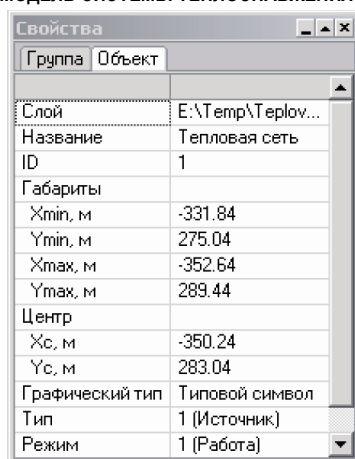 Свойства
Группа Объект
Слой E:\Temp\Teplov...
Название Тепловая сеть
ID 1
Габариты
Xmin, м -331.84
Ymin, м 275.04
Xmax, м -352.64
Ymax, м 289.44
Центр
Xc, м -350.24
Yc, м 283.04
Графический тип Типовой символ
Тип 1 (Источник)
Режим 1 (Работа)